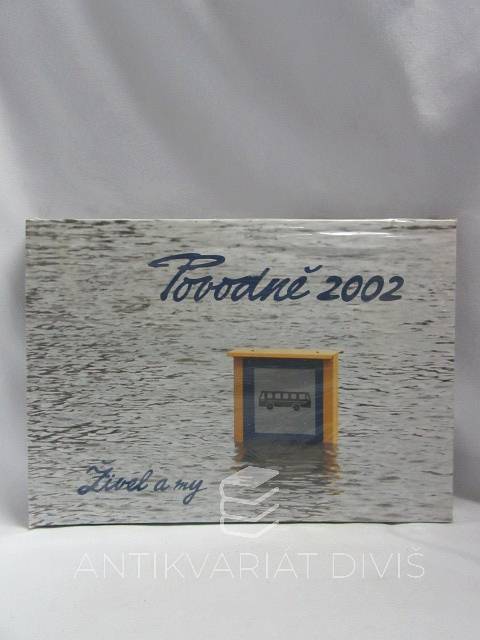 Povodně 2002
Živel a my
ANTIKVARIÁT DIVIŠ